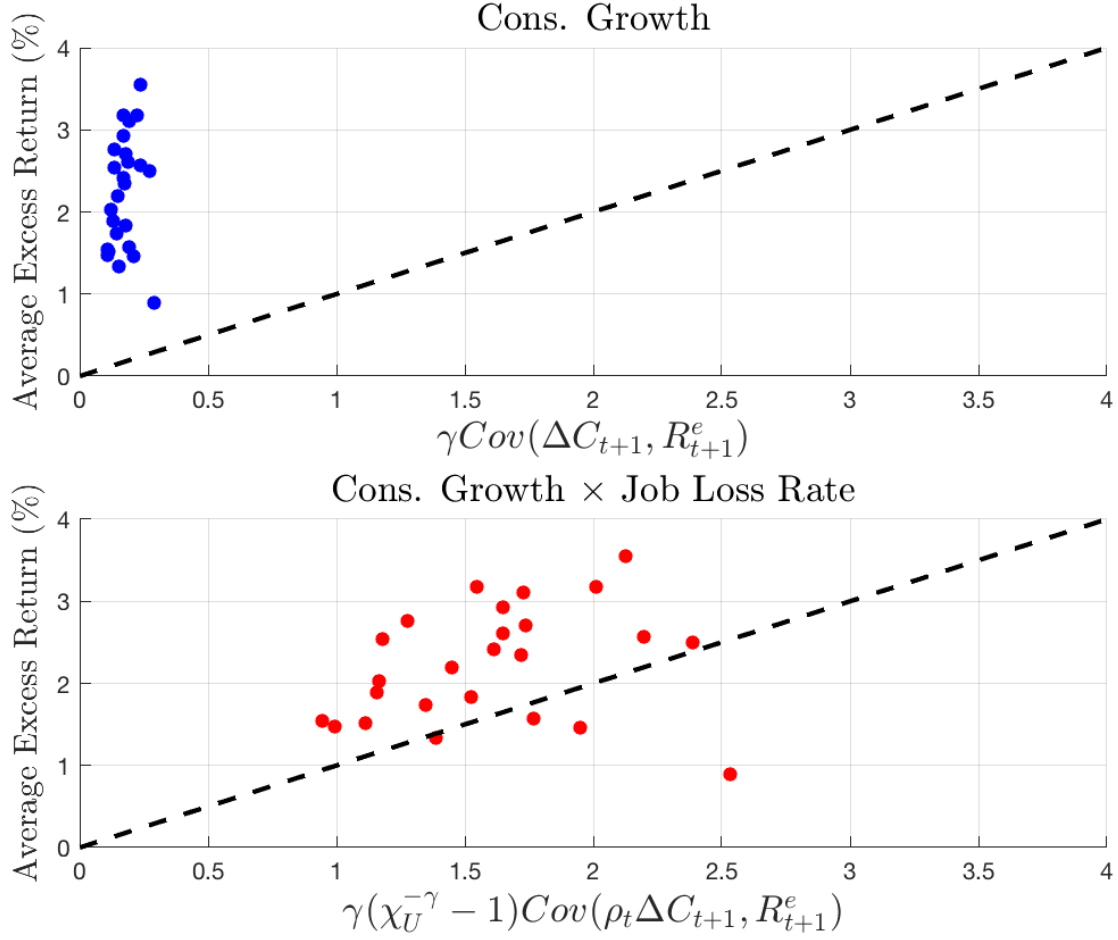 Cons. Growth
Average Excess Return (%)
4
3
2
1
0
0 0.5 1 1.5 2 2.5 3 3.5 4
γCov(ΔC_{t+1}, R^e_{t+1})
Cons. Growth × Job Loss Rate
Average Excess Return (%)
4
3
2
1
0
0 0.5 1 1.5 2 2.5 3 3.5 4
γ(χ_U^{-γ} − 1)Cov(ρ_tΔC_{t+1}, R^e_{t+1})